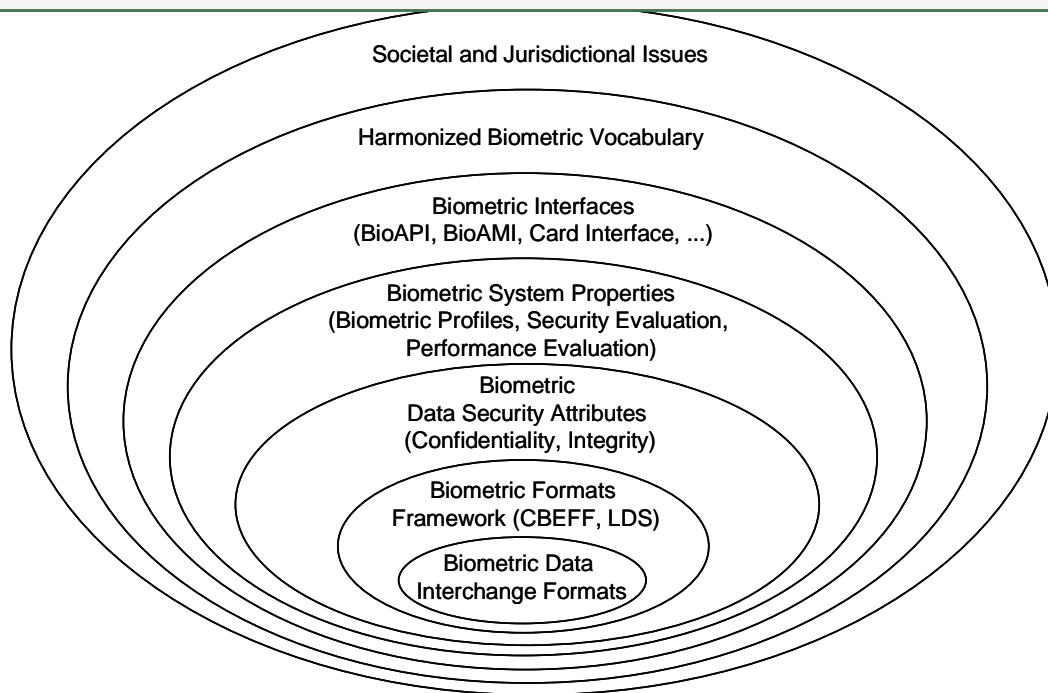 Societal and Jurisdictional Issues
Harmonized Biometric Vocabulary
Biometric Interfaces
(BioAPI, BioAMI, Card Interface, ...)
Biometric System Properties
(Biometric Profiles, Security Evaluation,
Performance Evaluation)
Biometric
Data Security Attributes
(Confidentiality, Integrity)
Biometric Formats
Framework (CBEFF, LDS)
Biometric Data
Interchange Formats